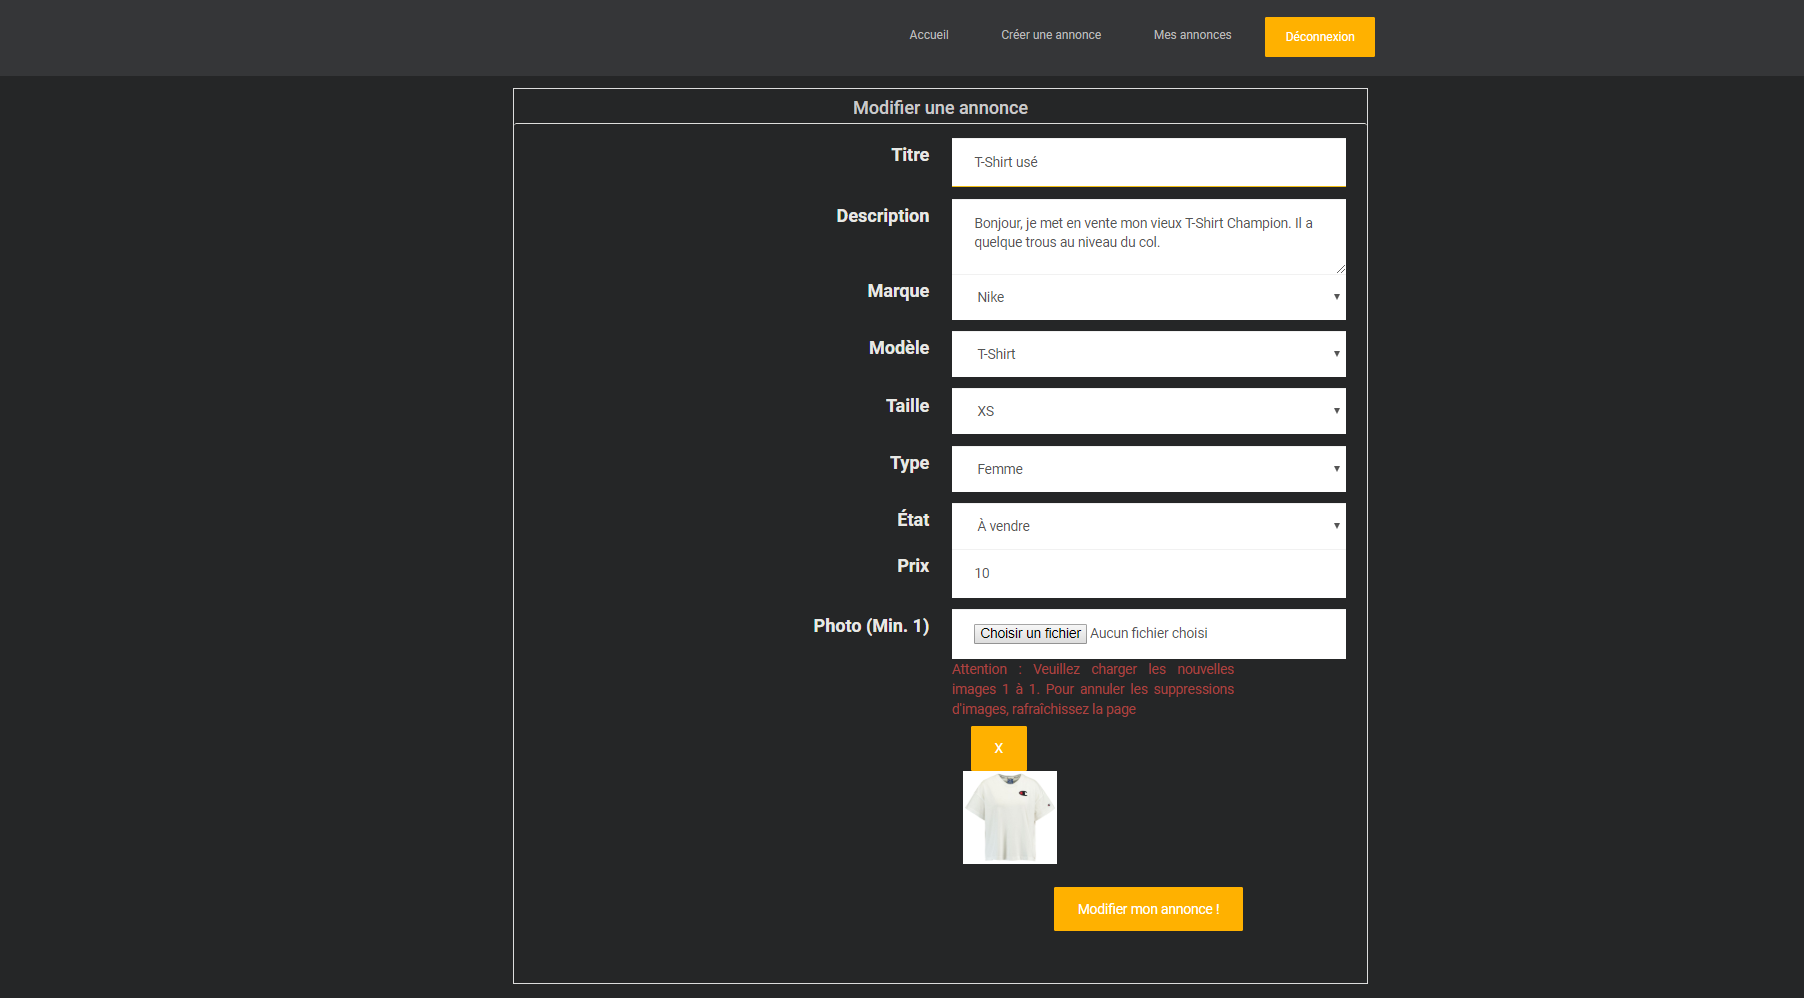 Accueil
Créer une annonce
Mes annonces
Déconnexion
Modifier une annonce
Titre
T-Shirt usé
Description
Bonjour, je met en vente mon vieux T-Shirt Champion. Il a
quelque trous au niveau du col.
Marque
Nike
Modèle
T-Shirt
Taille
XS
Type
Femme
État
À vendre
Prix
10
Photo (Min. 1)
Choisir un fichier Aucun fichier choisi
Attention : Veuillez charger les nouvelles
images 1 à 1. Pour annuler les suppressions
d'images, rafraîchissez la page
X
Modifier mon annonce !